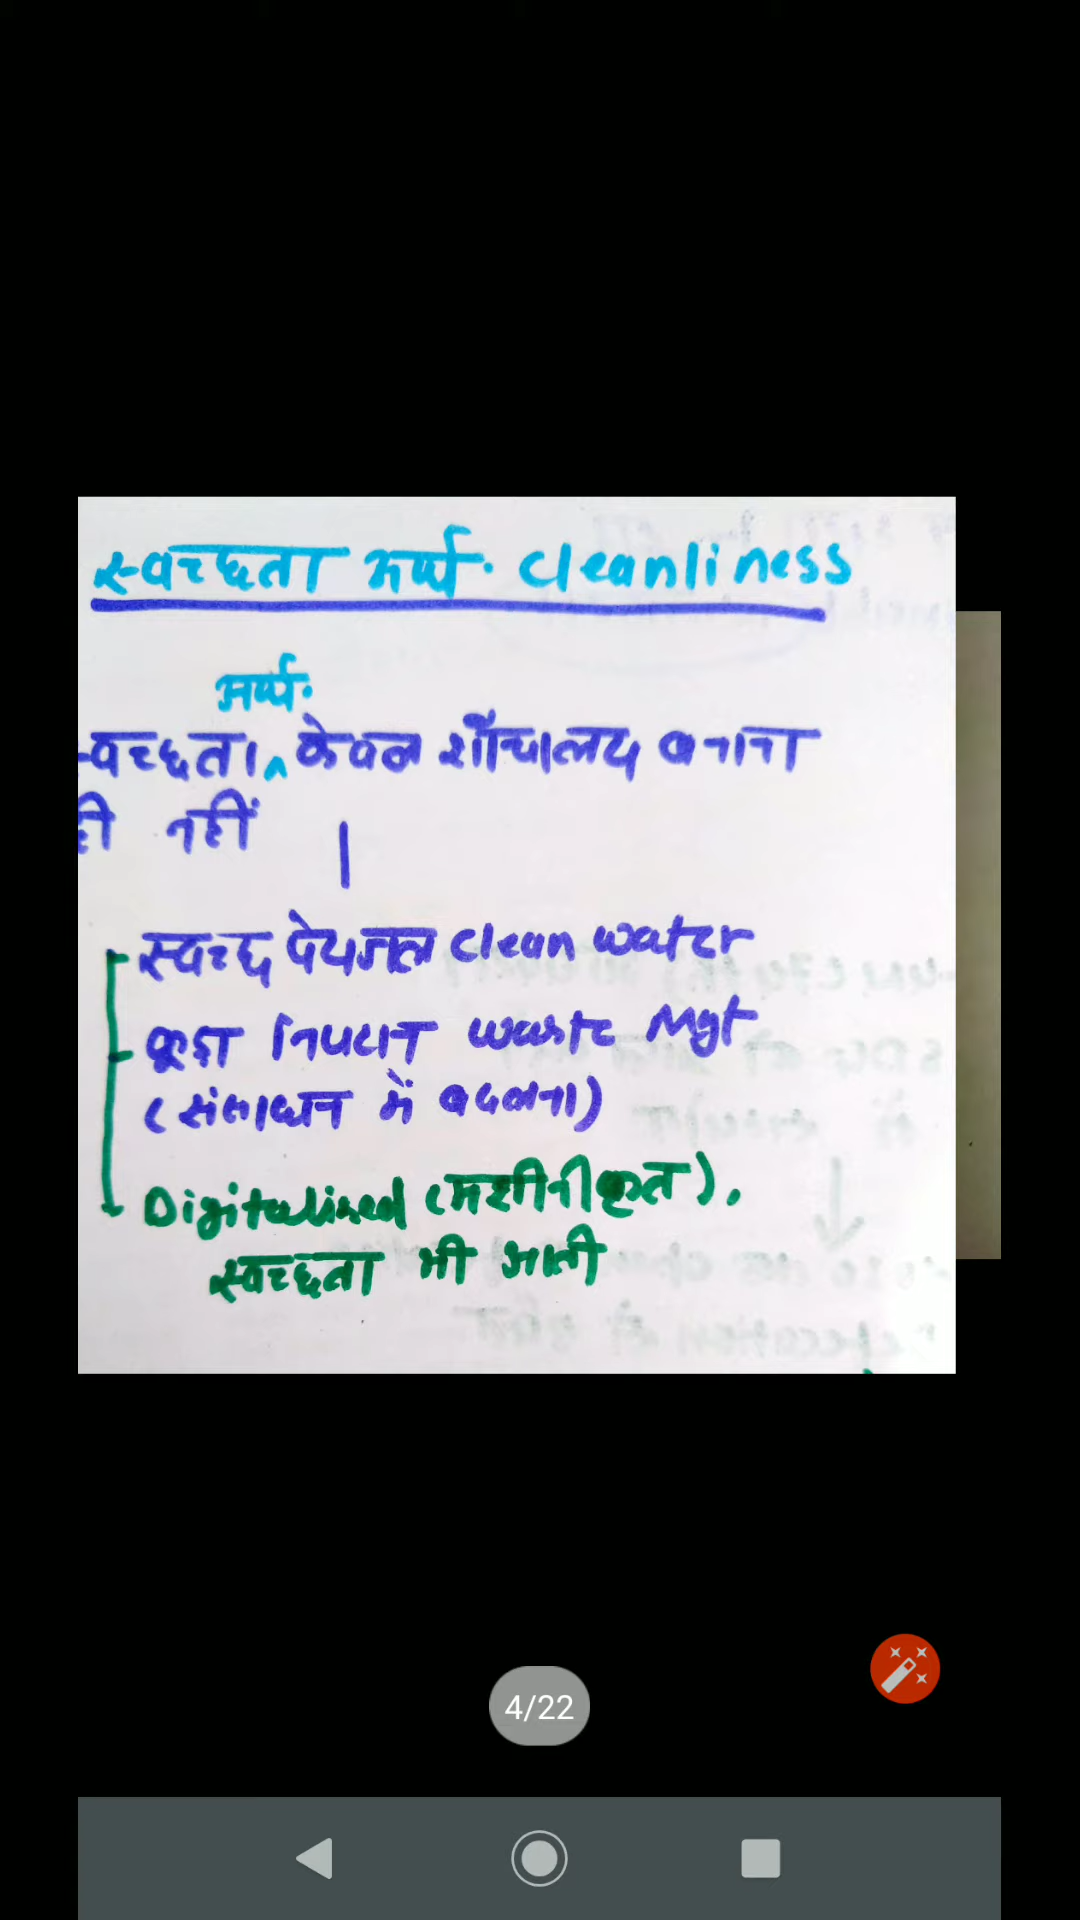 स्वच्छता अर्थ. cleanliness
अर्थ.
स्वच्छता ^ केवल शौंचालय बनाना
ही नहीं
स्वच्छ पेयजल clean water
कूड़ा निपटान waste Mgt
(संसाधन में बदलना)
Digitalised (मशीनीकृत).
स्वच्छता भी आती
4/22